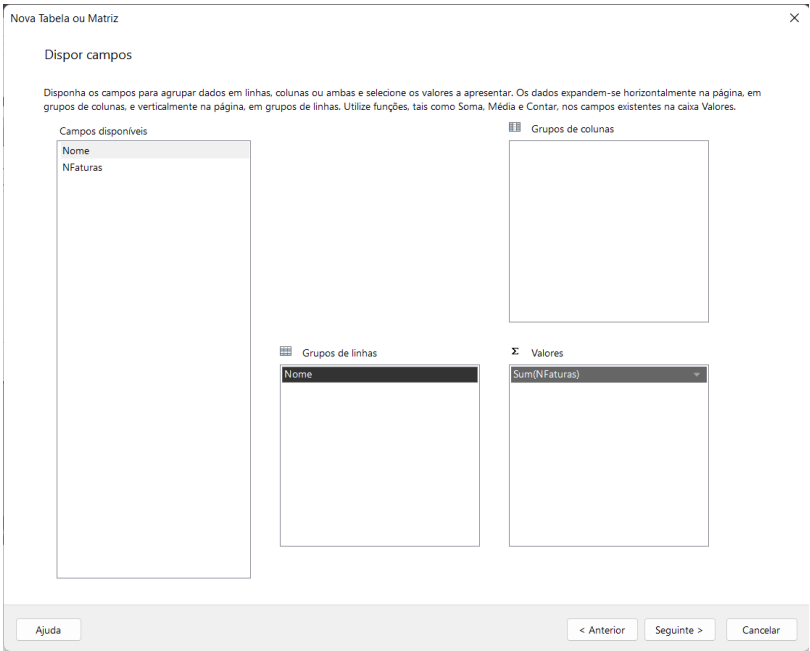 Nova Tabela ou Matriz
Dispor campos
Disponha os campos para agrupar dados em linhas, colunas ou ambas e selecione os valores a apresentar. Os dados expandem-se horizontalmente na página, em
grupos de colunas, e verticalmente na página, em grupos de linhas. Utilize funções, tais como Soma, Média e Contar, nos campos existentes na caixa Valores.
Campos disponíveis
Nome
NFaturas
Grupos de colunas
Grupos de linhas
Nome
Σ Valores
Sum(NFaturas)
Ajuda
< Anterior
Seguinte >
Cancelar